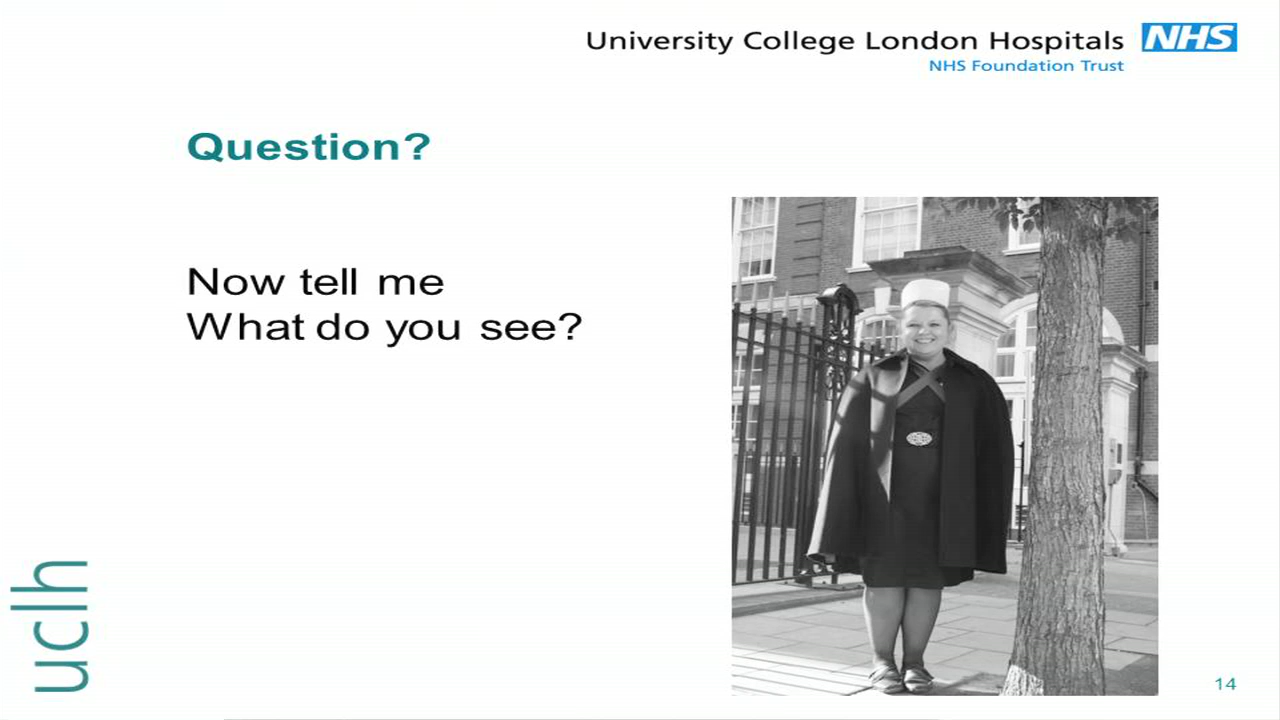 University College London Hospitals NHS
NHS Foundation Trust
Question?
Now tell me
What do you see?
uclh
14